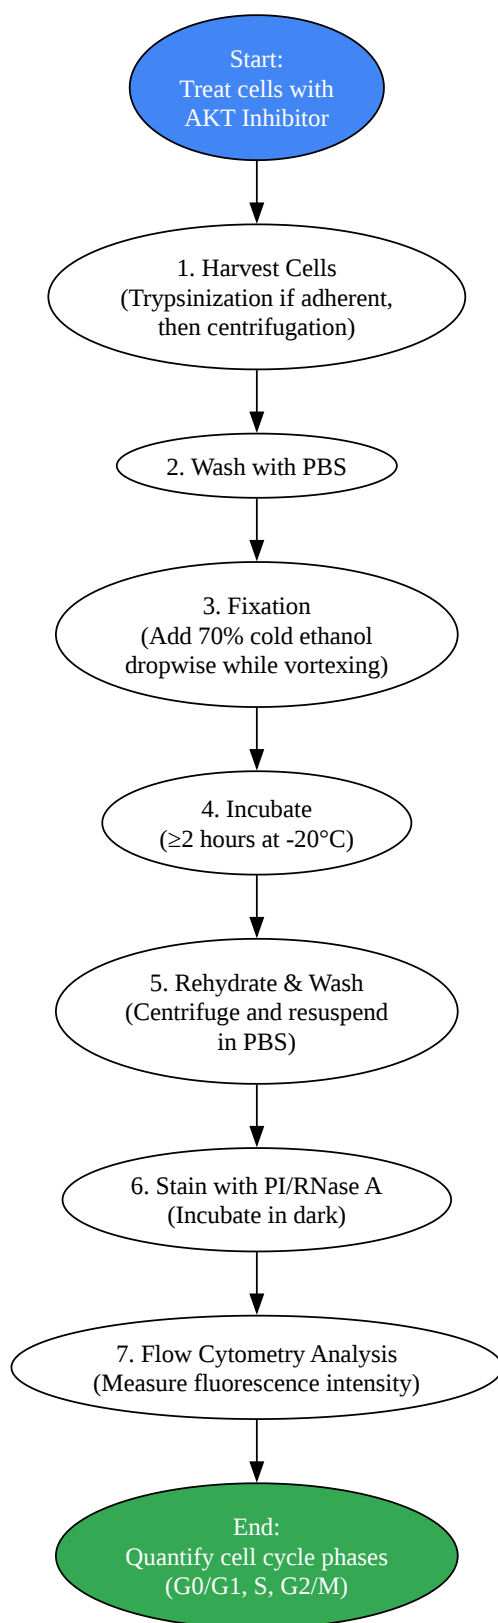 Start:
Treat cells with
AKT Inhibitor
1. Harvest Cells
(Trypsinization if adherent,
then centrifugation)
2. Wash with PBS
3. Fixation
(Add 70% cold ethanol
dropwise while vortexing)
4. Incubate
(≥2 hours at -20°C)
5. Rehydrate & Wash
(Centrifuge and resuspend
in PBS)
6. Stain with PI/RNase A
(Incubate in dark)
7. Flow Cytometry Analysis
(Measure fluorescence intensity)
End:
Quantify cell cycle phases
(G0/G1, S, G2/M)